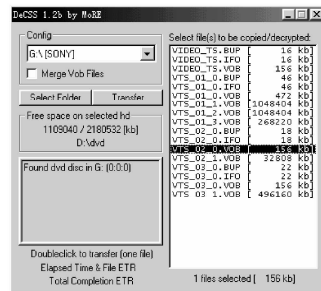 DeCSS 1.2b by MoRE
Config
G:\ [SONY]
Merge Vob Files
Select Folder
Transfer
Free space on selected hd
1109040 / 2180532 [kb]
D:\dvd
Found dvd disc in G: (0:0:0)
Doubleclick to transfer (one file)
Elapsed Time & File ETR
Total Completion ETR
Select file(s) to be copied/decrypted:
VIDEO_TS.BUP [ 16 kb]
VIDEO_TS.IFO [ 16 kb]
VIDEO_TS.VOB [ 156 kb]
VTS_01_0.BUP [ 46 kb]
VTS_01_0.IFO [ 46 kb]
VTS_01_0.VOB [ 472 kb]
VTS_01_1.VOB [1048404 kb]
VTS_01_2.VOB [1048404 kb]
VTS_01_3.VOB [ 268220 kb]
VTS_02_0.BUP [ 18 kb]
VTS_02_0.IFO [ 18 kb]
VTS_02_0.VOB [ 156 kb]
VTS_02_1.VOB [ 32808 kb]
VTS_03_0.BUP [ 22 kb]
VTS_03_0.IFO [ 22 kb]
VTS_03_0.VOB [ 156 kb]
VTS_03_1.VOB [ 496160 kb]
1 files selected [ 156 kb]